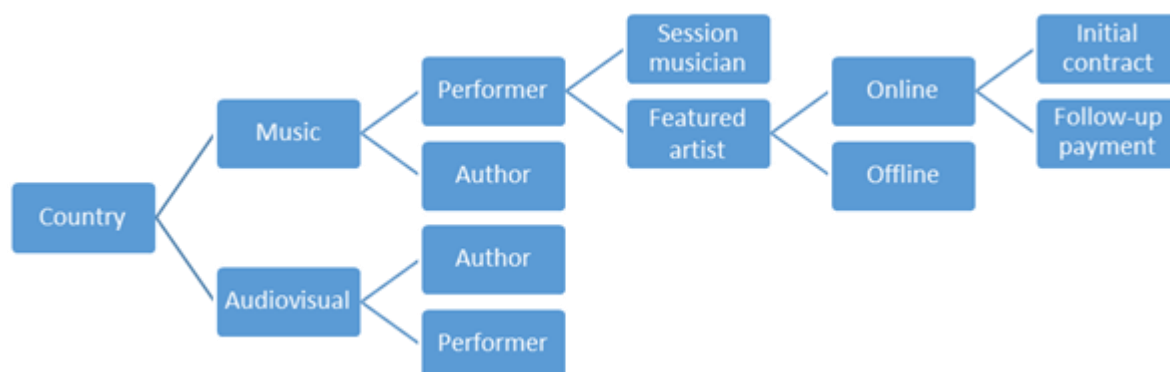 Country
Music
Audiovisual
Performer
Author
Author
Performer
Session
musician
Featured
artist
Online
Offline
Initial
contract
Follow-up
payment